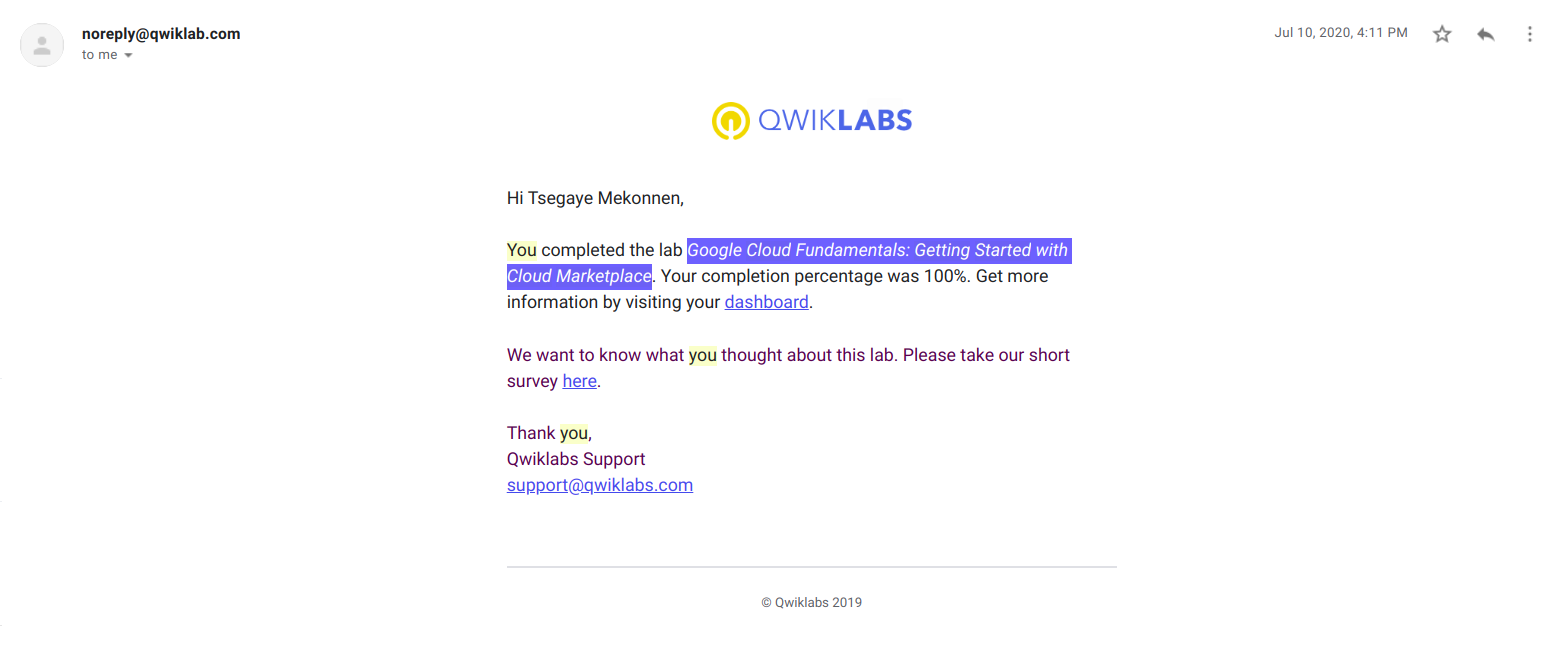 noreply@qwiklab.com
to me
Jul 10, 2020, 4:11 PM
QWIKLABS
Hi Tsegaye Mekonnen,
You completed the lab Google Cloud Fundamentals: Getting Started with
Cloud Marketplace. Your completion percentage was 100%. Get more
information by visiting your dashboard.
We want to know what you thought about this lab. Please take our short
survey here.
Thank you,
Qwiklabs Support
support@qwiklabs.com
© Qwiklabs 2019